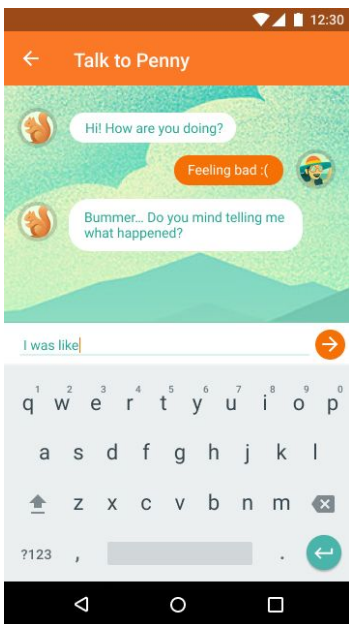 12:30
Talk to Penny
Hi! How are you doing?
Feeling bad :(
Bummer... Do you mind telling me
what happened?
I was like
1 2 3 4 5 6 7 8 9 0
q w e r t y u i o p
a s d f g h j k l
z x c v b n m
?123 , .